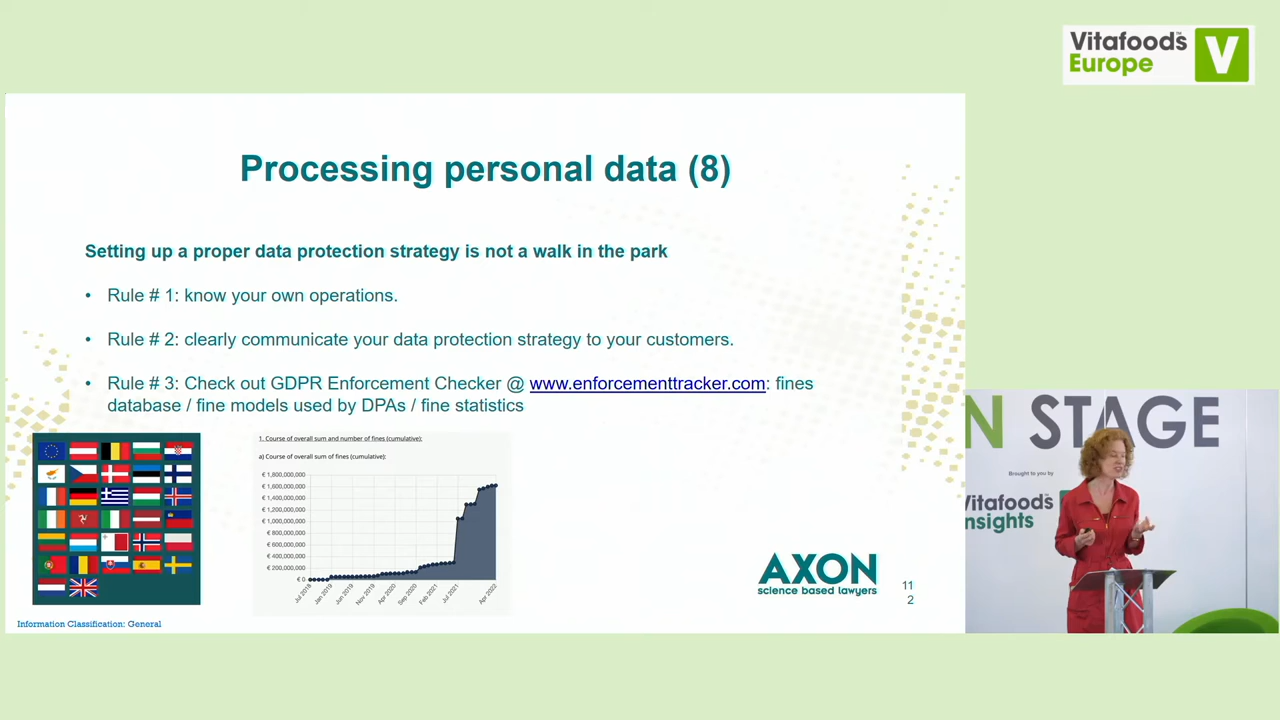 Vitafoods™
Europe
V
Processing personal data (8)
Setting up a proper data protection strategy is not a walk in the park
• Rule # 1: know your own operations.
• Rule # 2: clearly communicate your data protection strategy to your customers.
• Rule # 3: Check out GDPR Enforcement Checker @ www.enforcementtracker.com: fines
database / fine models used by DPAs / fine statistics
1. Course of overall sum and number of fines (cumulative):
a) Course of overall sum of fines (cumulative):
€ 1,800,000,000
€ 1,600,000,000
€ 1,400,000,000
€ 1,200,000,000
€ 1,000,000,000
€ 800,000,000
€ 600,000,000
€ 400,000,000
€ 200,000,000
€ 0
Jul 2018
Jan 2019
Jun 2019
Nov 2019
Apr 2020
Sep 2020
Feb 2021
Jul 2021
Apr 2022
AXON
science based lawyers
11
2
Information Classification: General
N STAGE
Brought to you by
Vitafoods
Insights